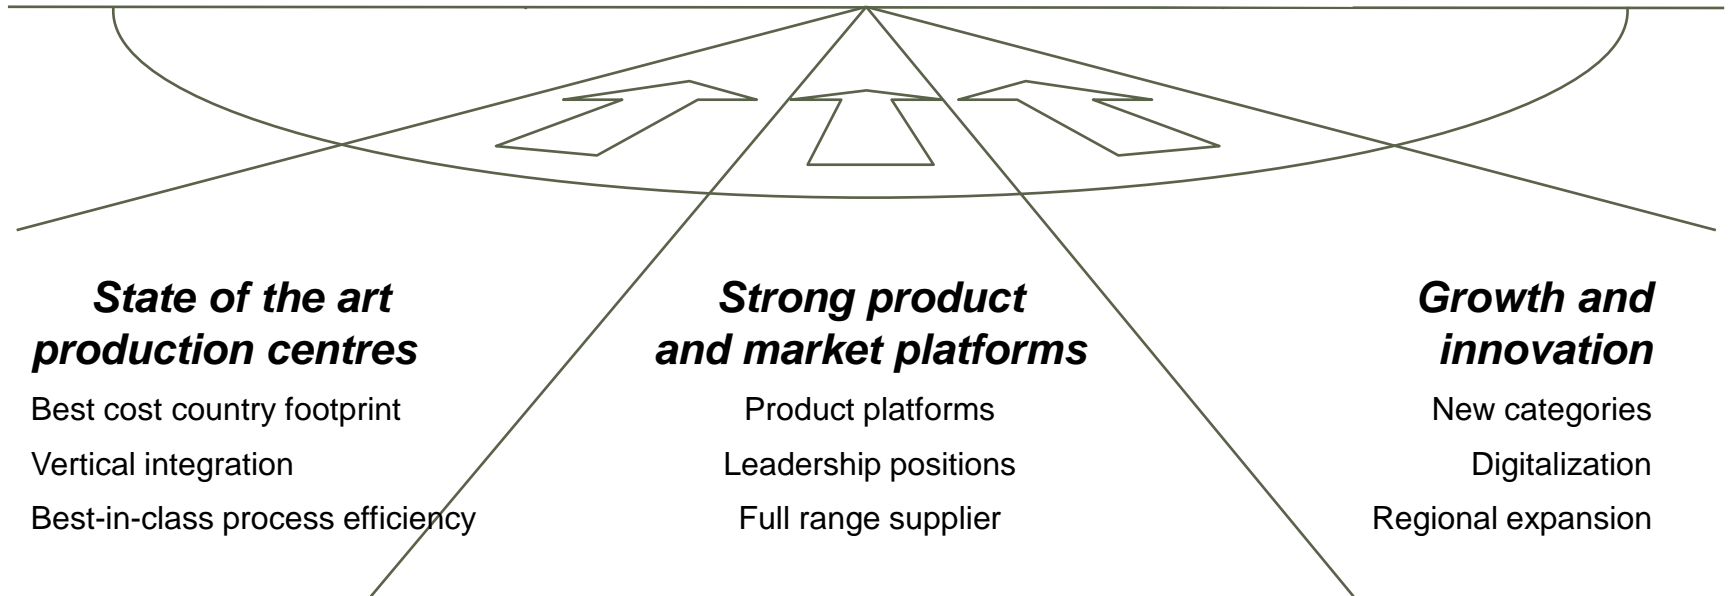 State of the art
production centres
Best cost country footprint
Vertical integration
Best-in-class process efficiency
Strong product
and market platforms
Product platforms
Leadership positions
Full range supplier
Growth and
innovation
New categories
Digitalization
Regional expansion